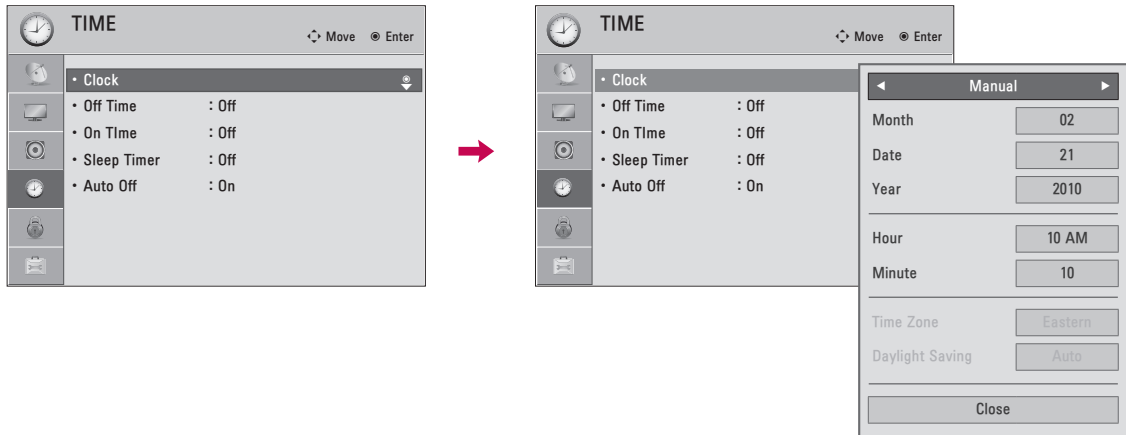 TIME
Move Enter
• Clock
• Off Time : Off
• On TIme : Off
• Sleep Timer : Off
• Auto Off : On
TIME
Move Enter
• Clock
• Off Time : Off
• On TIme : Off
• Sleep Timer : Off
• Auto Off : On
◄ Manual ►
Month 02
Date 21
Year 2010
Hour 10 AM
Minute 10
Time Zone Eastern
Daylight Saving Auto
Close